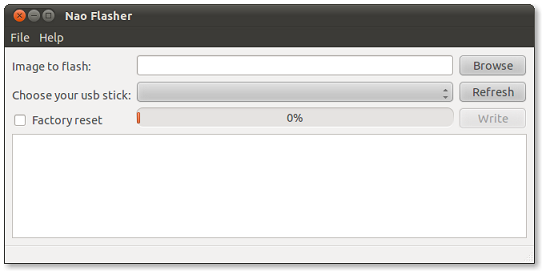 Nao Flasher
File Help
Image to flash: Browse
Choose your usb stick: Refresh
Factory reset 0% Write